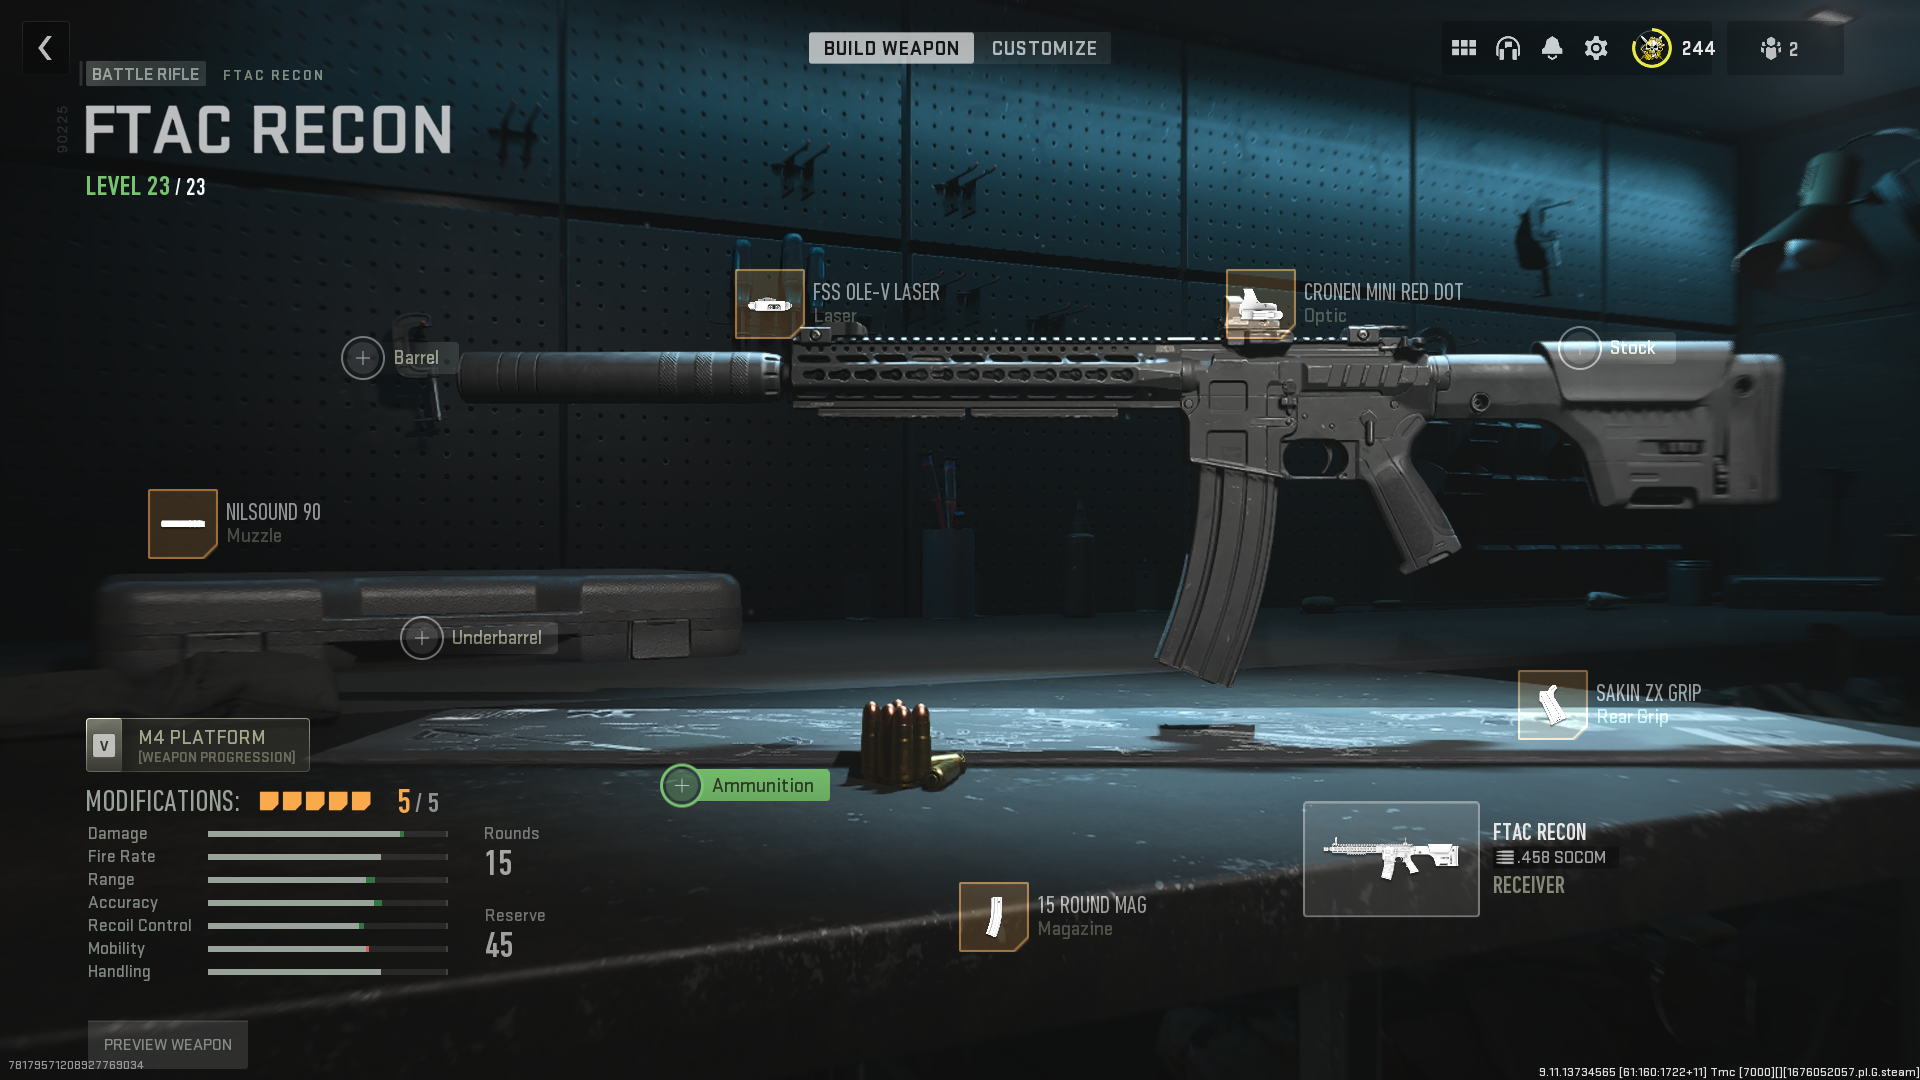 BUILD WEAPON
CUSTOMIZE
244
2
BATTLE RIFLE
FTAC RECON
90225
FTAC RECON
LEVEL 23 / 23
FSS OLE-V LASER
Laser
CRONEN MINI RED DOT
Optic
Barrel
Stock
NILSOUND 90
Muzzle
Underbarrel
SAKIN ZX GRIP
Rear Grip
V
M4 PLATFORM
[WEAPON PROGRESSION]
Ammunition
MODIFICATIONS: 5 / 5
Damage
Fire Rate
Range
Accuracy
Recoil Control
Mobility
Handling
Rounds
15
Reserve
45
15 ROUND MAG
Magazine
FTAC RECON
.458 SOCOM
RECEIVER
PREVIEW WEAPON
78179571208927769034
9.11.13734565 [61:160:1722+11] Tmc [7000][][1676052057.pl.G.steam]